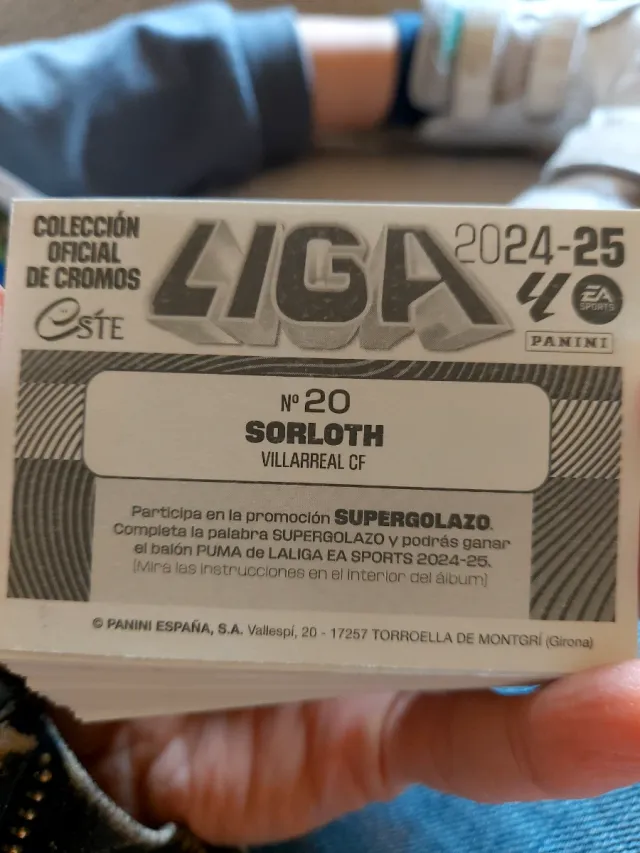 COLECCIÓN
OFICIAL
DE CROMOS
este
LIGA
2024-25
EA
SPORTS
PANINI
Nº 20
SORLOTH
VILLARREAL CF
Participa en la promoción SUPERGOLAZO.
Completa la palabra SUPERGOLAZO y podrás ganar
el balón PUMA de LALIGA EA SPORTS 2024-25.
(Mira las instrucciones en el interior del álbum)
© PANINI ESPAÑA, S.A. Vallespí, 20 - 17257 TORROELLA DE MONTGRÍ (Girona)